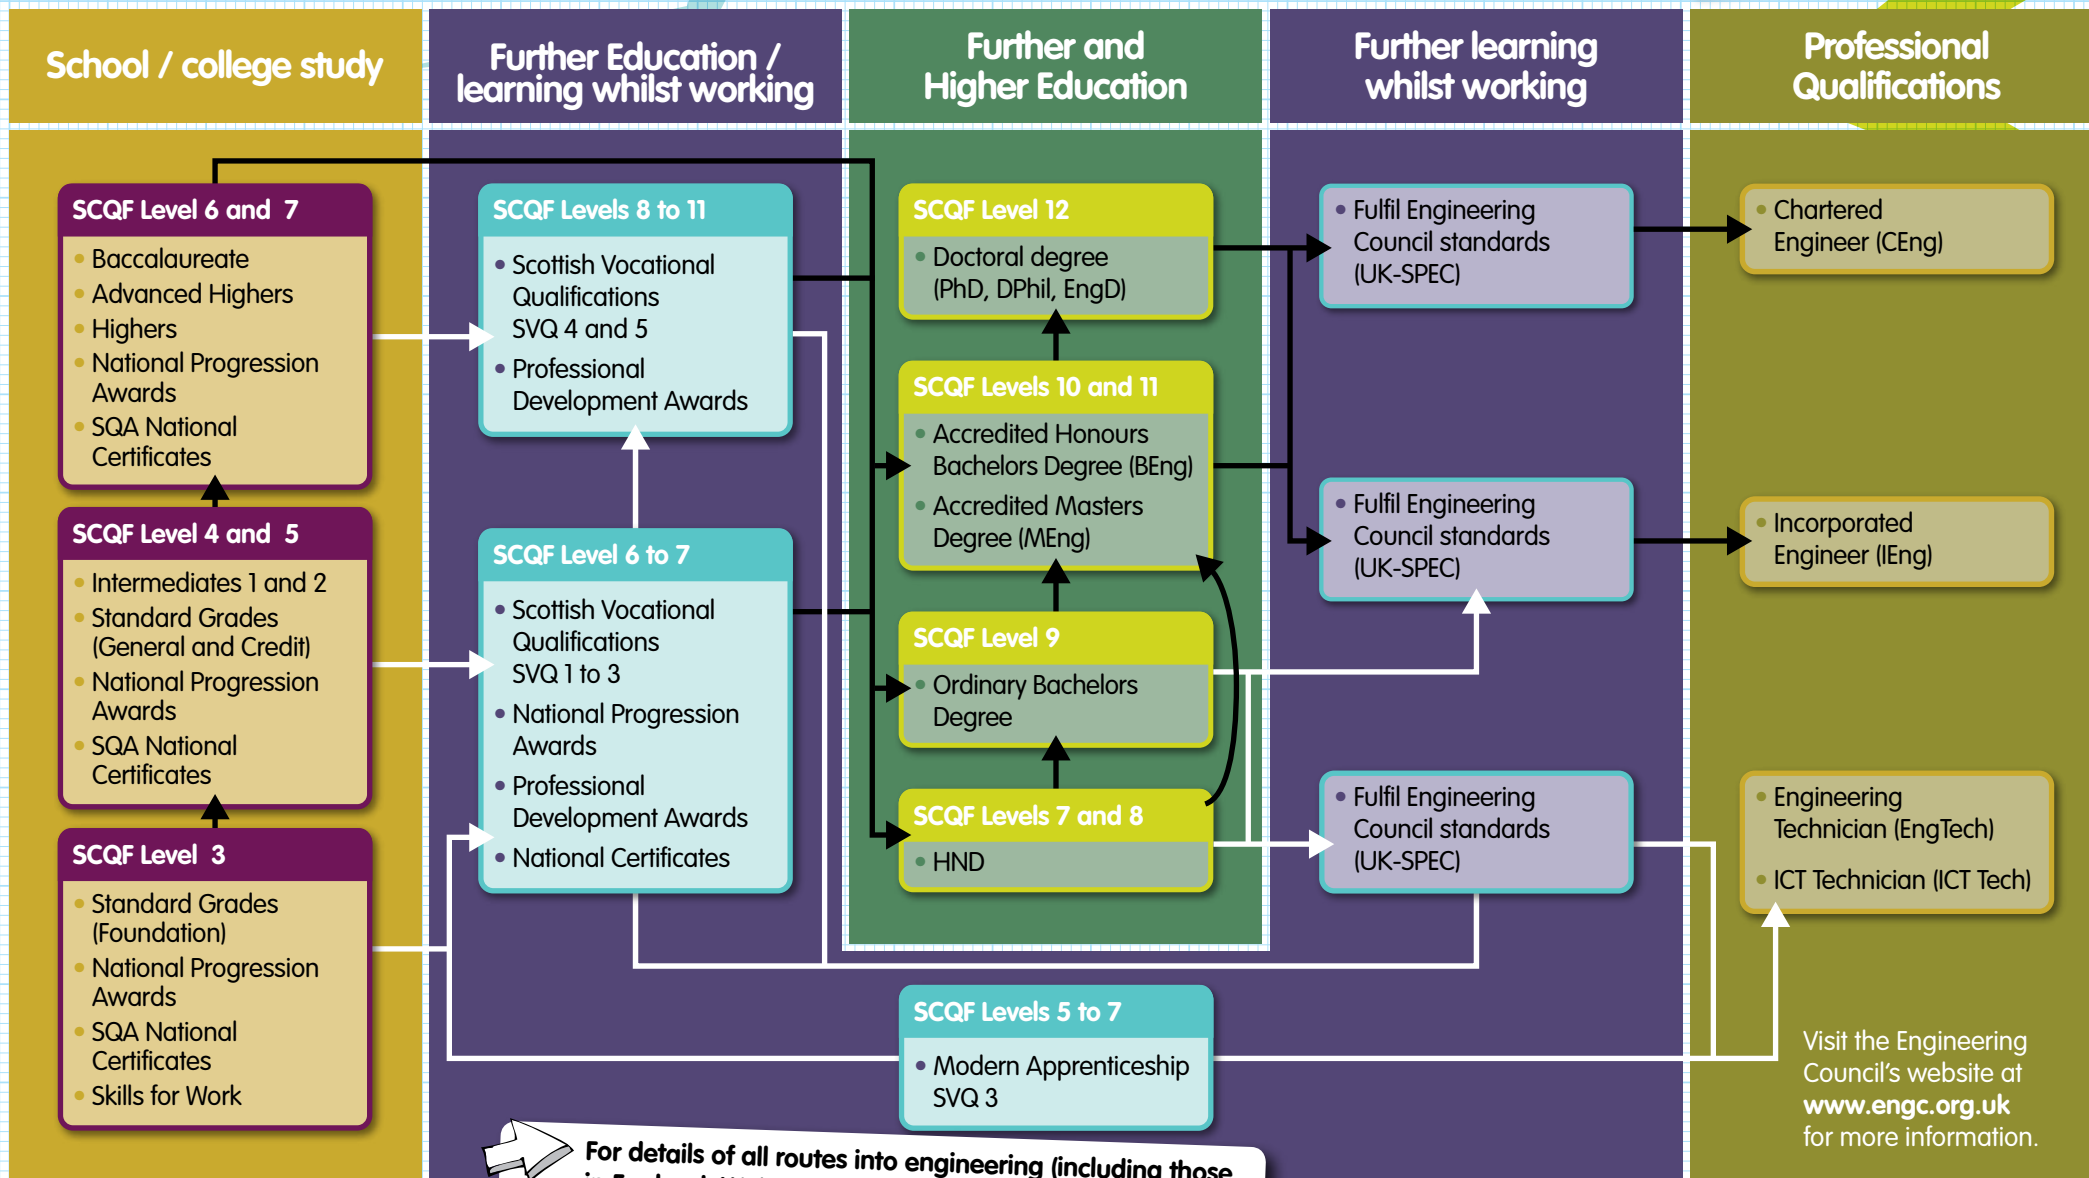 School / college study
Further Education /
learning whilst working
Further and
Higher Education
Further learning
whilst working
Professional
Qualifications
SCQF Level 6 and 7
• Baccalaureate
• Advanced Highers
• Highers
• National Progression
Awards
• SQA National
Certificates
SCQF Level 4 and 5
• Intermediates 1 and 2
• Standard Grades
(General and Credit)
• National Progression
Awards
• SQA National
Certificates
SCQF Level 3
• Standard Grades
(Foundation)
• National Progression
Awards
• SQA National
Certificates
• Skills for Work
SCQF Levels 8 to 11
• Scottish Vocational
Qualifications
SVQ 4 and 5
• Professional
Development Awards
SCQF Level 6 to 7
• Scottish Vocational
Qualifications
SVQ 1 to 3
• National Progression
Awards
• Professional
Development Awards
• National Certificates
SCQF Level 12
• Doctoral degree
(PhD, DPhil, EngD)
SCQF Levels 10 and 11
• Accredited Honours
Bachelors Degree (BEng)
• Accredited Masters
Degree (MEng)
SCQF Level 9
• Ordinary Bachelors
Degree
SCQF Levels 7 and 8
• HND
SCQF Levels 5 to 7
• Modern Apprenticeship
SVQ 3
• Fulfil Engineering
Council standards
(UK-SPEC)
• Fulfil Engineering
Council standards
(UK-SPEC)
• Fulfil Engineering
Council standards
(UK-SPEC)
• Chartered
Engineer (CEng)
• Incorporated
Engineer (IEng)
• Engineering
Technician (EngTech)
• ICT Technician (ICT Tech)
Visit the Engineering
Council's website at
www.engc.org.uk
for more information.
For details of all routes into engineering (including those